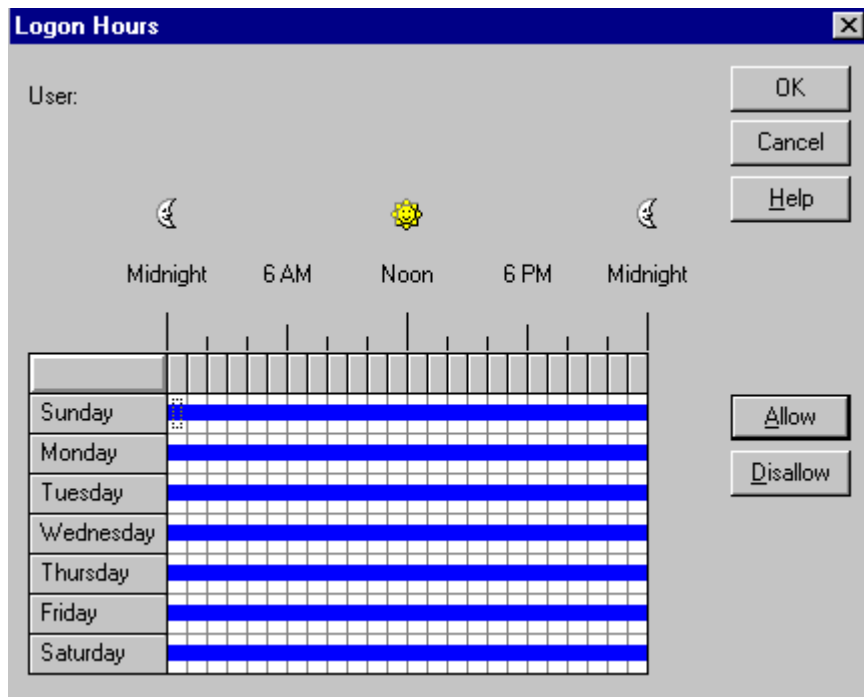 Logon Hours
User:
OK
Cancel
Help
Midnight 6 AM Noon 6 PM Midnight
Sunday
Monday
Tuesday
Wednesday
Thursday
Friday
Saturday
Allow
Disallow